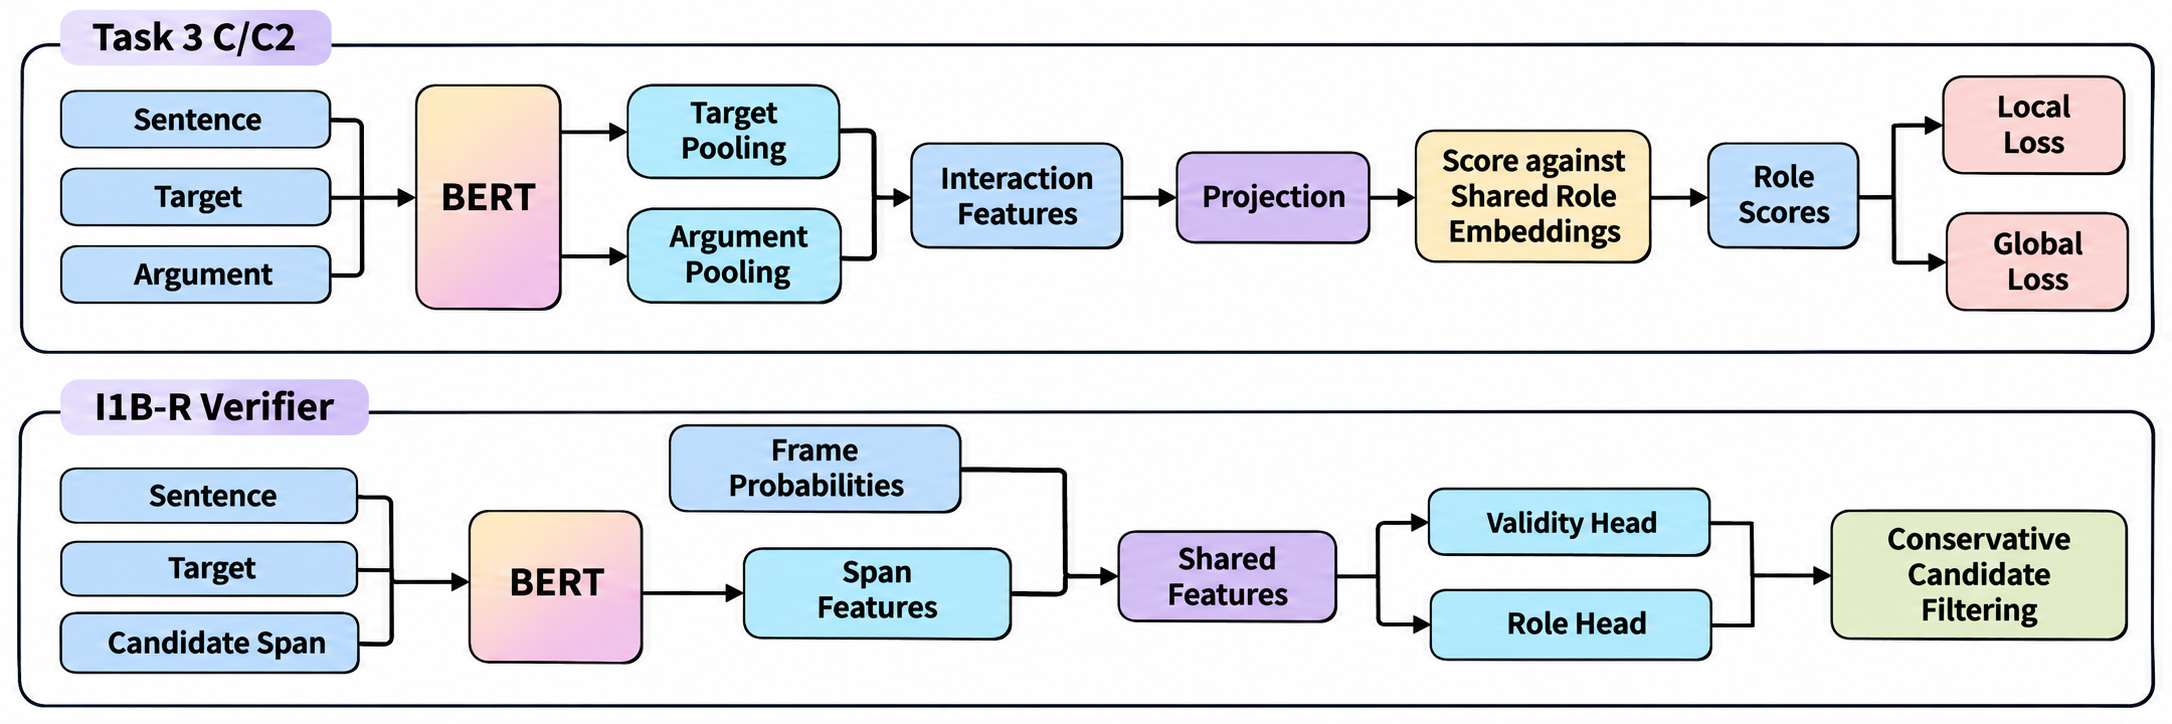 Task 3 C/C2
Sentence
Target
Argument
BERT
Target
Pooling
Argument
Pooling
Interaction
Features
Projection
Score against
Shared Role
Embeddings
Role
Scores
Local
Loss
Global
Loss
I1B-R Verifier
Sentence
Target
Candidate Span
BERT
Frame
Probabilities
Span
Features
Shared
Features
Validity Head
Role Head
Conservative
Candidate
Filtering